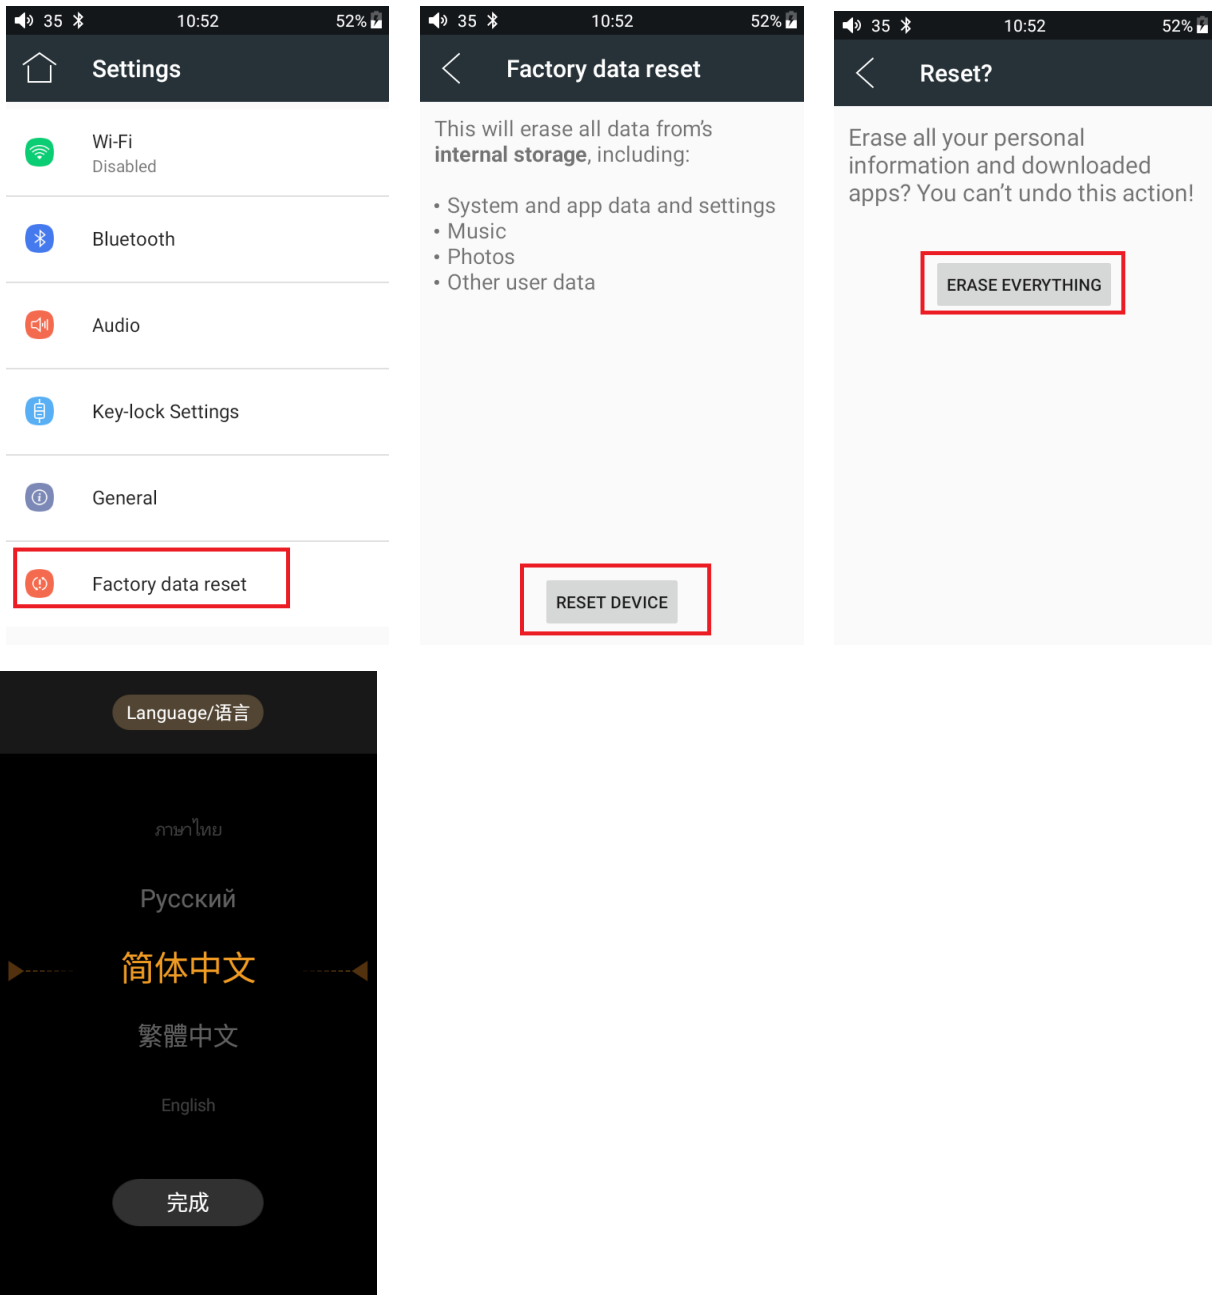 35 10:52 52%
Settings
Wi-Fi
Disabled
Bluetooth
Audio
Key-lock Settings
General
Factory data reset
35 10:52 52%
Factory data reset
This will erase all data from's
internal storage, including:
• System and app data and settings
• Music
• Photos
• Other user data
RESET DEVICE
35 10:52 52%
Reset?
Erase all your personal
information and downloaded
apps? You can't undo this action!
ERASE EVERYTHING
Language/语言
ภาษาไทย
Русский
简体中文
繁體中文
English
完成